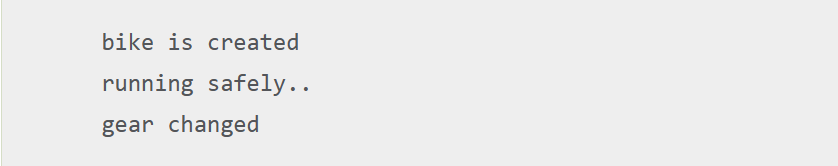 bike is created
running safely..
gear changed